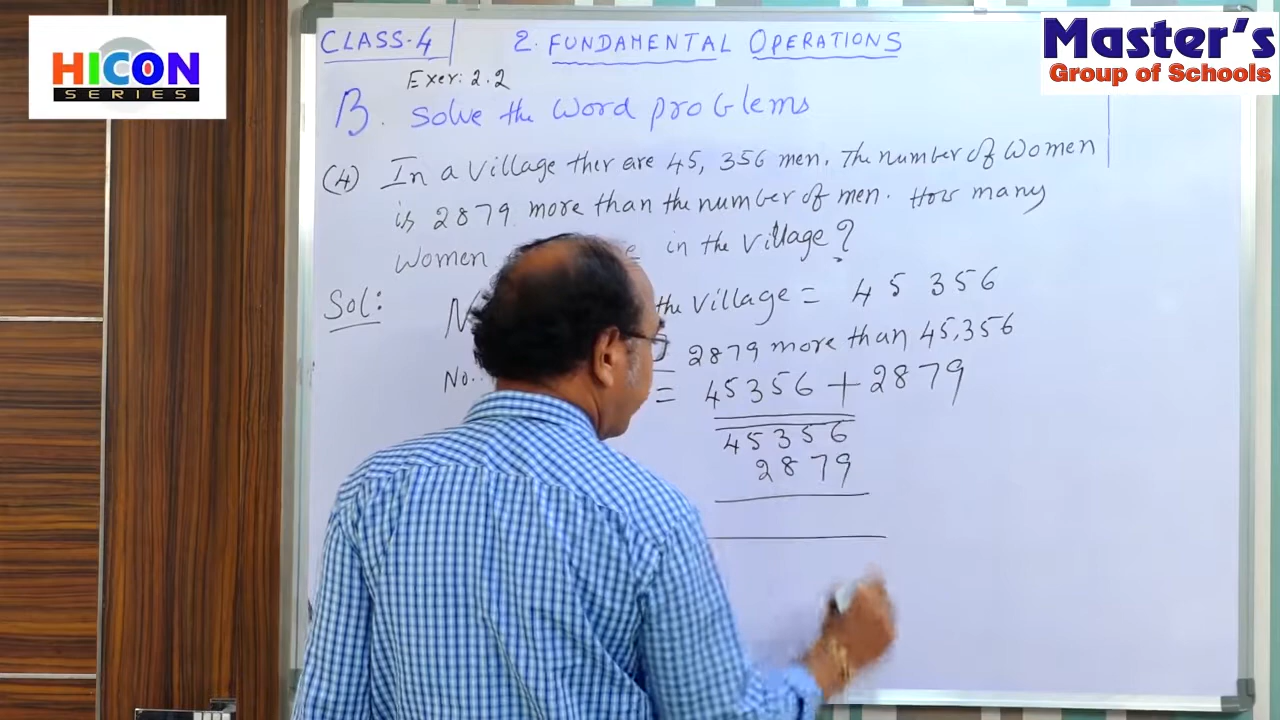 HICON
SERIES
Master's
Group of Schools
CLASS-4 2. FUNDAMENTAL OPERATIONS
Exer: 2.2
B. Solve the word problems
(4) In a village ther are 45, 356 men. The number of women
is 2879 more than the number of men. How many
women in the village?
Sol: the village = 45 356
No.. 2879 more than 45,356
= 45356 + 2879
45356
2879